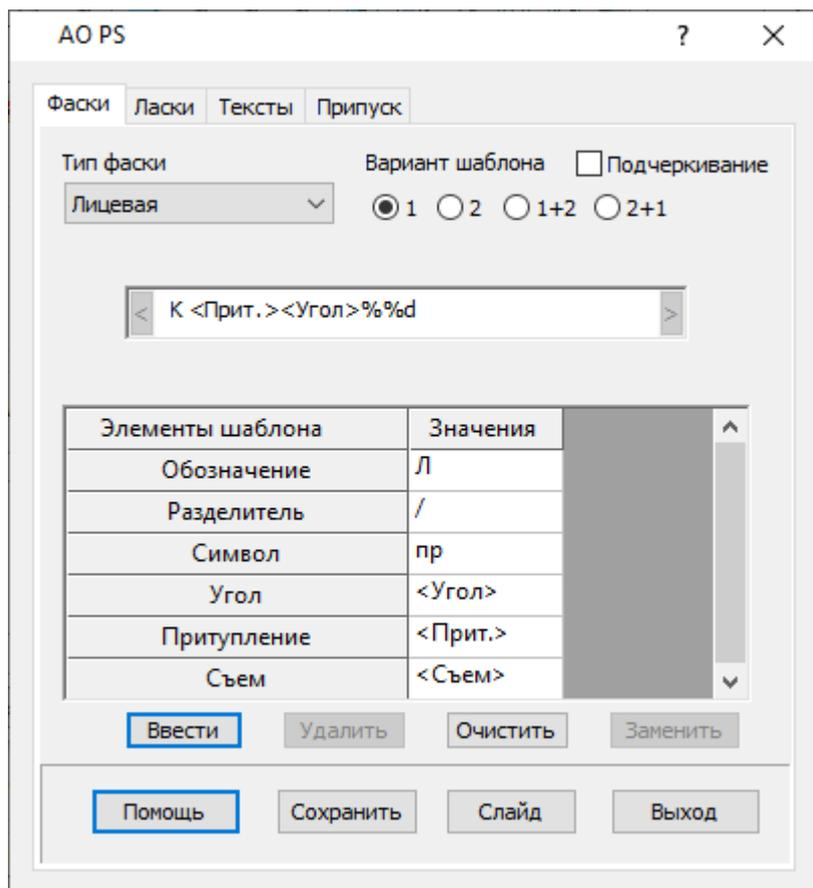 AO PS ? ×
Фаски Ласки Тексты Припуск
Тип фаски Вариант шаблона Подчеркивание
Лицевая 1 2 1+2 2+1
< К <Прит.><Угол>%%d >
Элементы шаблона Значения
Обозначение Л
Разделитель /
Символ пр
Угол <Угол>
Притупление <Прит.>
Съем <Съем>
Ввести Удалить Очистить Заменить
Помощь Сохранить Слайд Выход